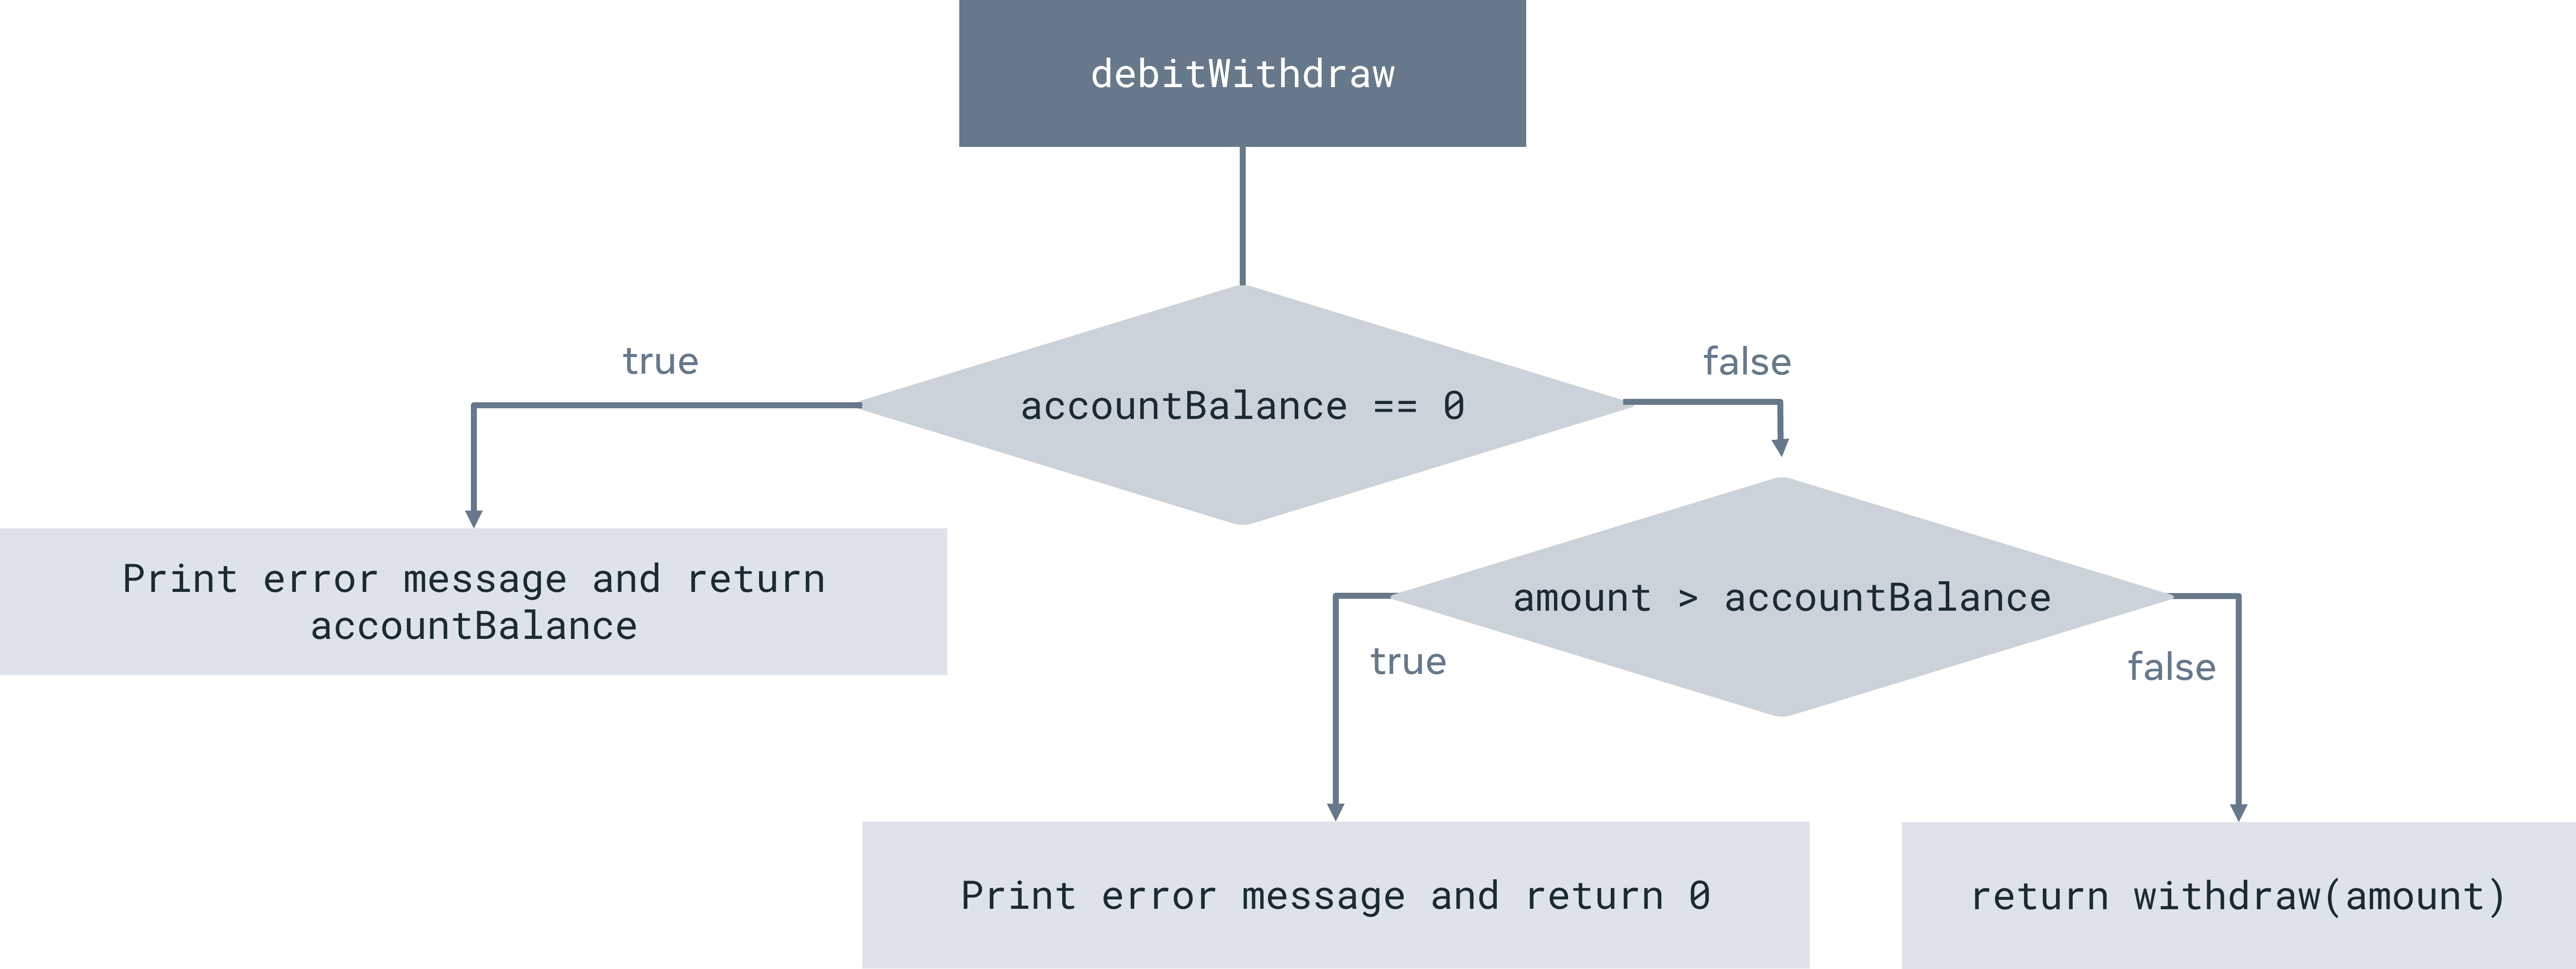 debitWithdraw
true
false
accountBalance == 0
Print error message and return
accountBalance
amount > accountBalance
true
false
Print error message and return 0
return withdraw(amount)